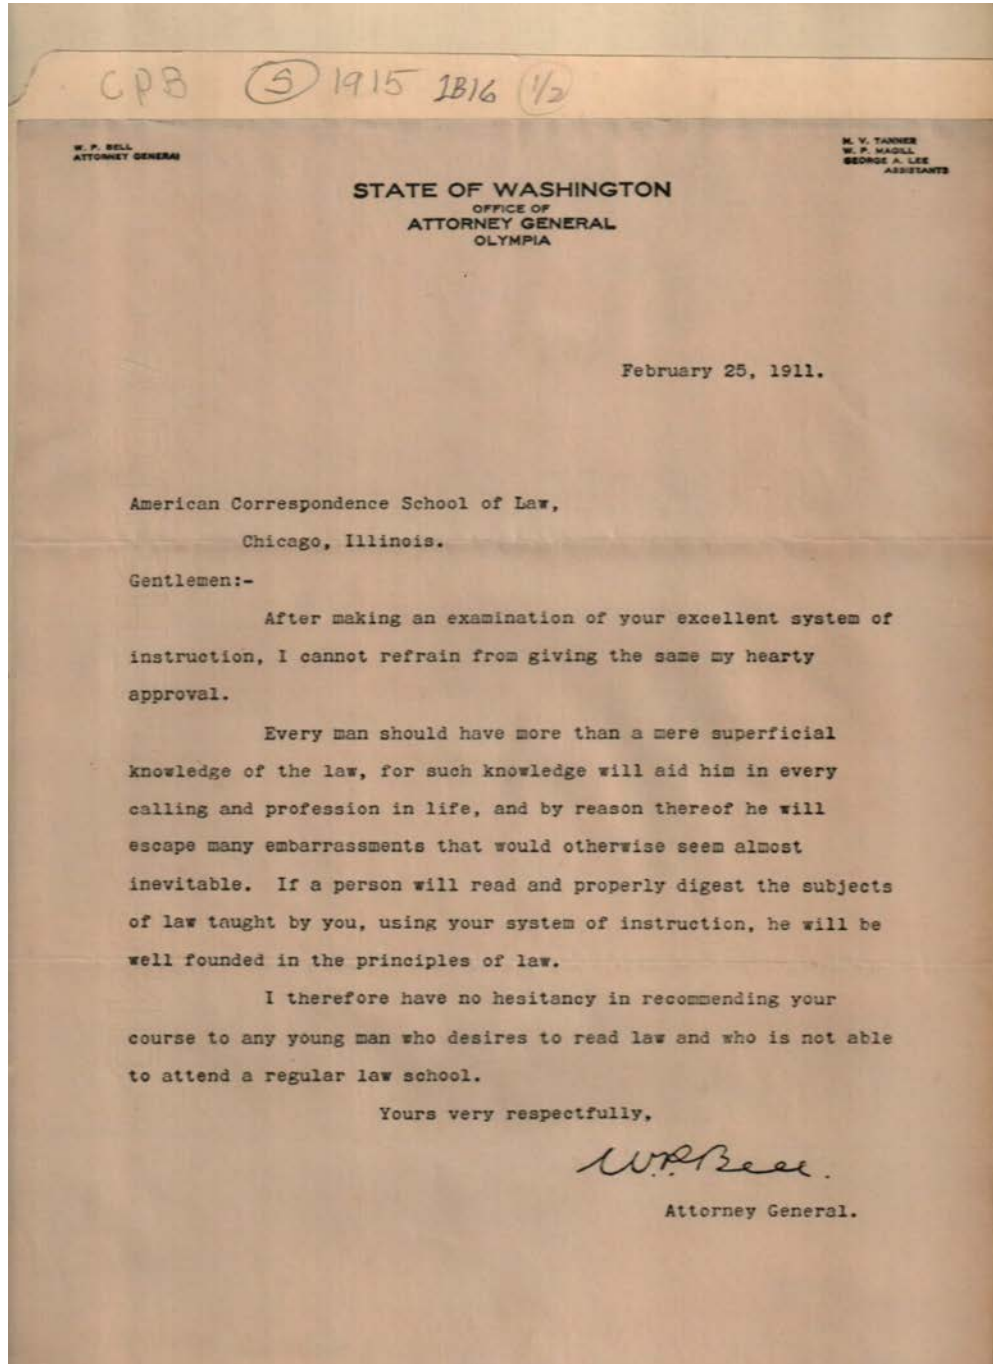 CPB (S) 1915 1B16 (1/2)
W. P. BELL
ATTORNEY GENERAL
W. V. TANNER
W. F. MAGILL
GEORGE A. LEE
ASSISTANTS
STATE OF WASHINGTON
OFFICE OF
ATTORNEY GENERAL
OLYMPIA
February 25, 1911.
American Correspondence School of Law,
Chicago, Illinois.
Gentlemen:-
After making an examination of your excellent system of
instruction, I cannot refrain from giving the same my hearty
approval.
Every man should have more than a mere superficial
knowledge of the law, for such knowledge will aid him in every
calling and profession in life, and by reason thereof he will
escape many embarrassments that would otherwise seem almost
inevitable. If a person will read and properly digest the subjects
of law taught by you, using your system of instruction, he will be
well founded in the principles of law.
I therefore have no hesitancy in recommending your
course to any young man who desires to read law and who is not able
to attend a regular law school.
Yours very respectfully,
W.P. Bell.
Attorney General.